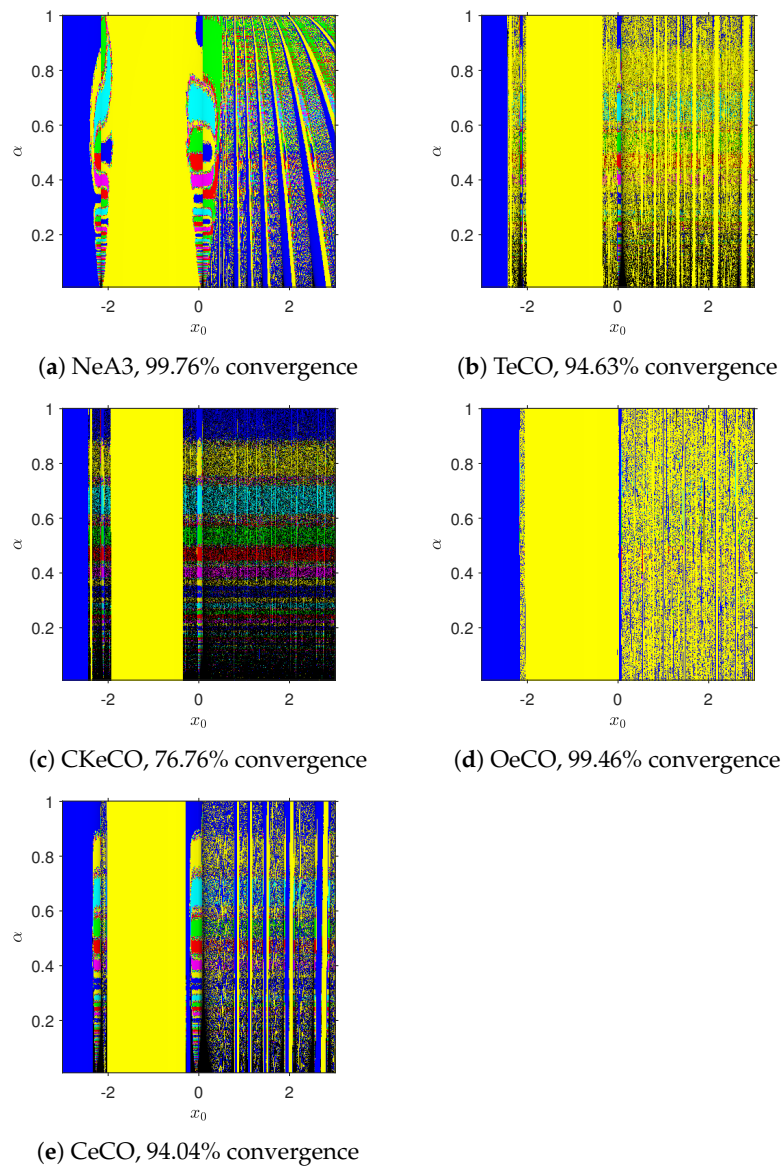 1
0.8
0.6
α
0.4
0.2
-2 0 2
x0
(a) NeA3, 99.76% convergence
1
0.8
0.6
α
0.4
0.2
-2 0 2
x0
(b) TeCO, 94.63% convergence
1
0.8
0.6
α
0.4
0.2
-2 0 2
x0
(c) CKeCO, 76.76% convergence
1
0.8
0.6
α
0.4
0.2
-2 0 2
x0
(d) OeCO, 99.46% convergence
1
0.8
0.6
α
0.4
0.2
-2 0 2
x0
(e) CeCO, 94.04% convergence